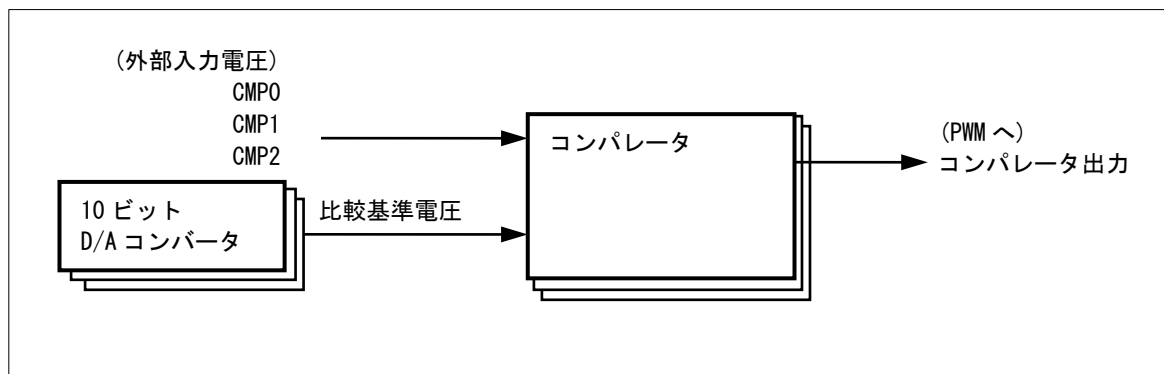 (外部入力電圧)
CMP0
CMP1
CMP2
10 ビット
D/A コンバータ
比較基準電圧
コンパレータ
(PWM へ)
コンパレータ出力